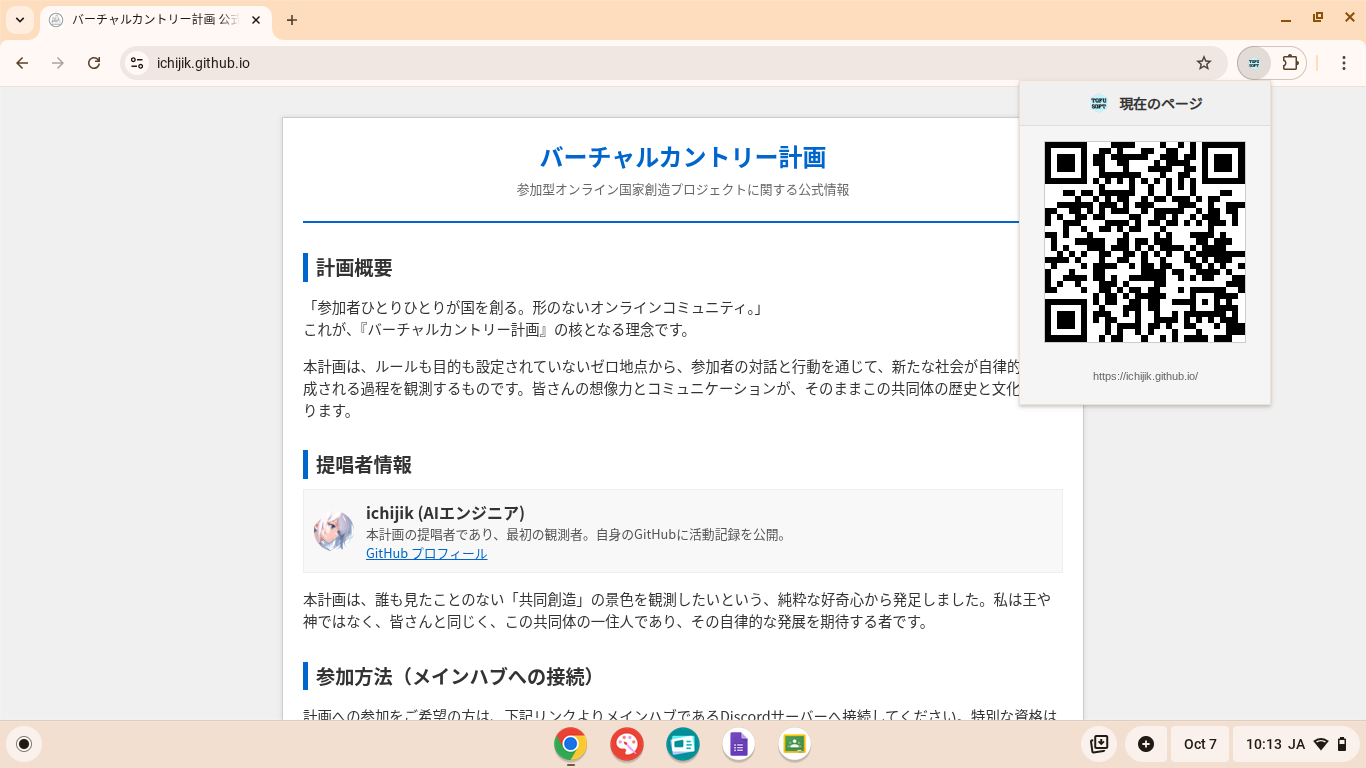 バーチャルカントリー計画 公式
ichijik.github.io
TOFU SOFT 現在のページ
https://ichijik.github.io/
バーチャルカントリー計画
参加型オンライン国家創造プロジェクトに関する公式情報
計画概要
「参加者ひとりひとりが国を創る。形のないオンラインコミュニティ。」
これが、『バーチャルカントリー計画』の核となる理念です。
本計画は、ルールも目的も設定されていないゼロ地点から、参加者の対話と行動を通じて、新たな社会が自律的
成される過程を観測するものです。皆さんの想像力とコミュニケーションが、そのままこの共同体の歴史と文化
ります。
提唱者情報
ichijik (AIエンジニア)
本計画の提唱者であり、最初の観測者。自身のGitHubに活動記録を公開。
GitHub プロフィール
本計画は、誰も見たことのない「共同創造」の景色を観測したいという、純粋な好奇心から発足しました。私は王や
神ではなく、皆さんと同じく、この共同体の一住人であり、その自律的な発展を期待する者です。
参加方法（メインハブへの接続）
計画への参加をご希望の方は、下記リンクよりメインハブであるDiscordサーバーへ接続してください。特別な資格は
Oct 7
10:13 JA